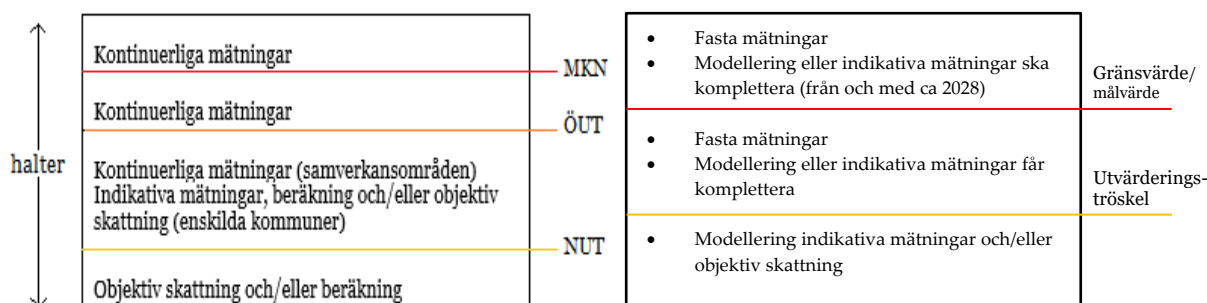 halter
Kontinuerliga mätningar
MKN
Kontinuerliga mätningar
ÖUT
Kontinuerliga mätningar (samverkansområden)
Indikativa mätningar, beräkning och/eller objektiv
skattning (enskilda kommuner)
NUT
Objektiv skattning och/eller beräkning
• Fasta mätningar
• Modellering eller indikativa mätningar ska
komplettera (från och med ca 2028)
Gränsvärde/
målvärde
• Fasta mätningar
• Modellering eller indikativa mätningar får
komplettera
Utvärderings-
tröskel
• Modellering indikativa mätningar och/eller
objektiv skattning